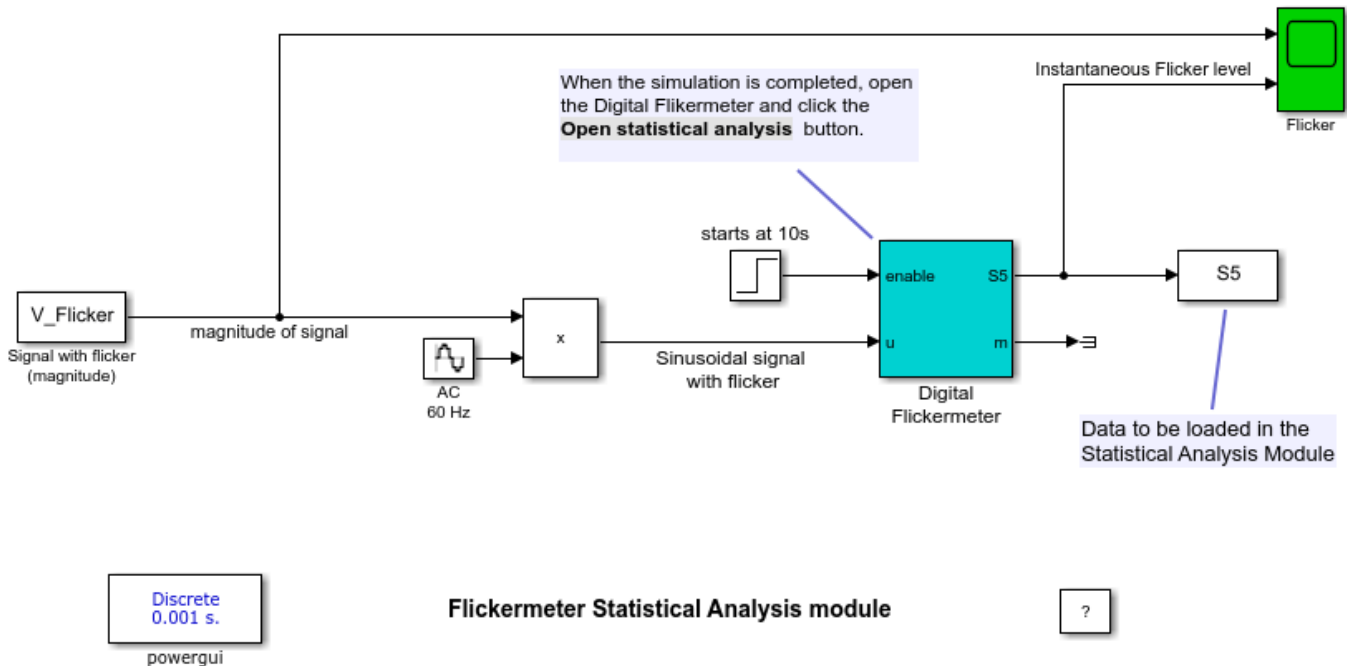 Instantaneous Flicker level
Flicker
When the simulation is completed, open
the Digital Flikermeter and click the
Open statistical analysis button.
starts at 10s
enable
S5
u
m
Digital
Flickermeter
S5
V_Flicker
Signal with flicker
(magnitude)
magnitude of signal
x
AC
60 Hz
Sinusoidal signal
with flicker
Data to be loaded in the
Statistical Analysis Module
Discrete
0.001 s.
powergui
Flickermeter Statistical Analysis module
?